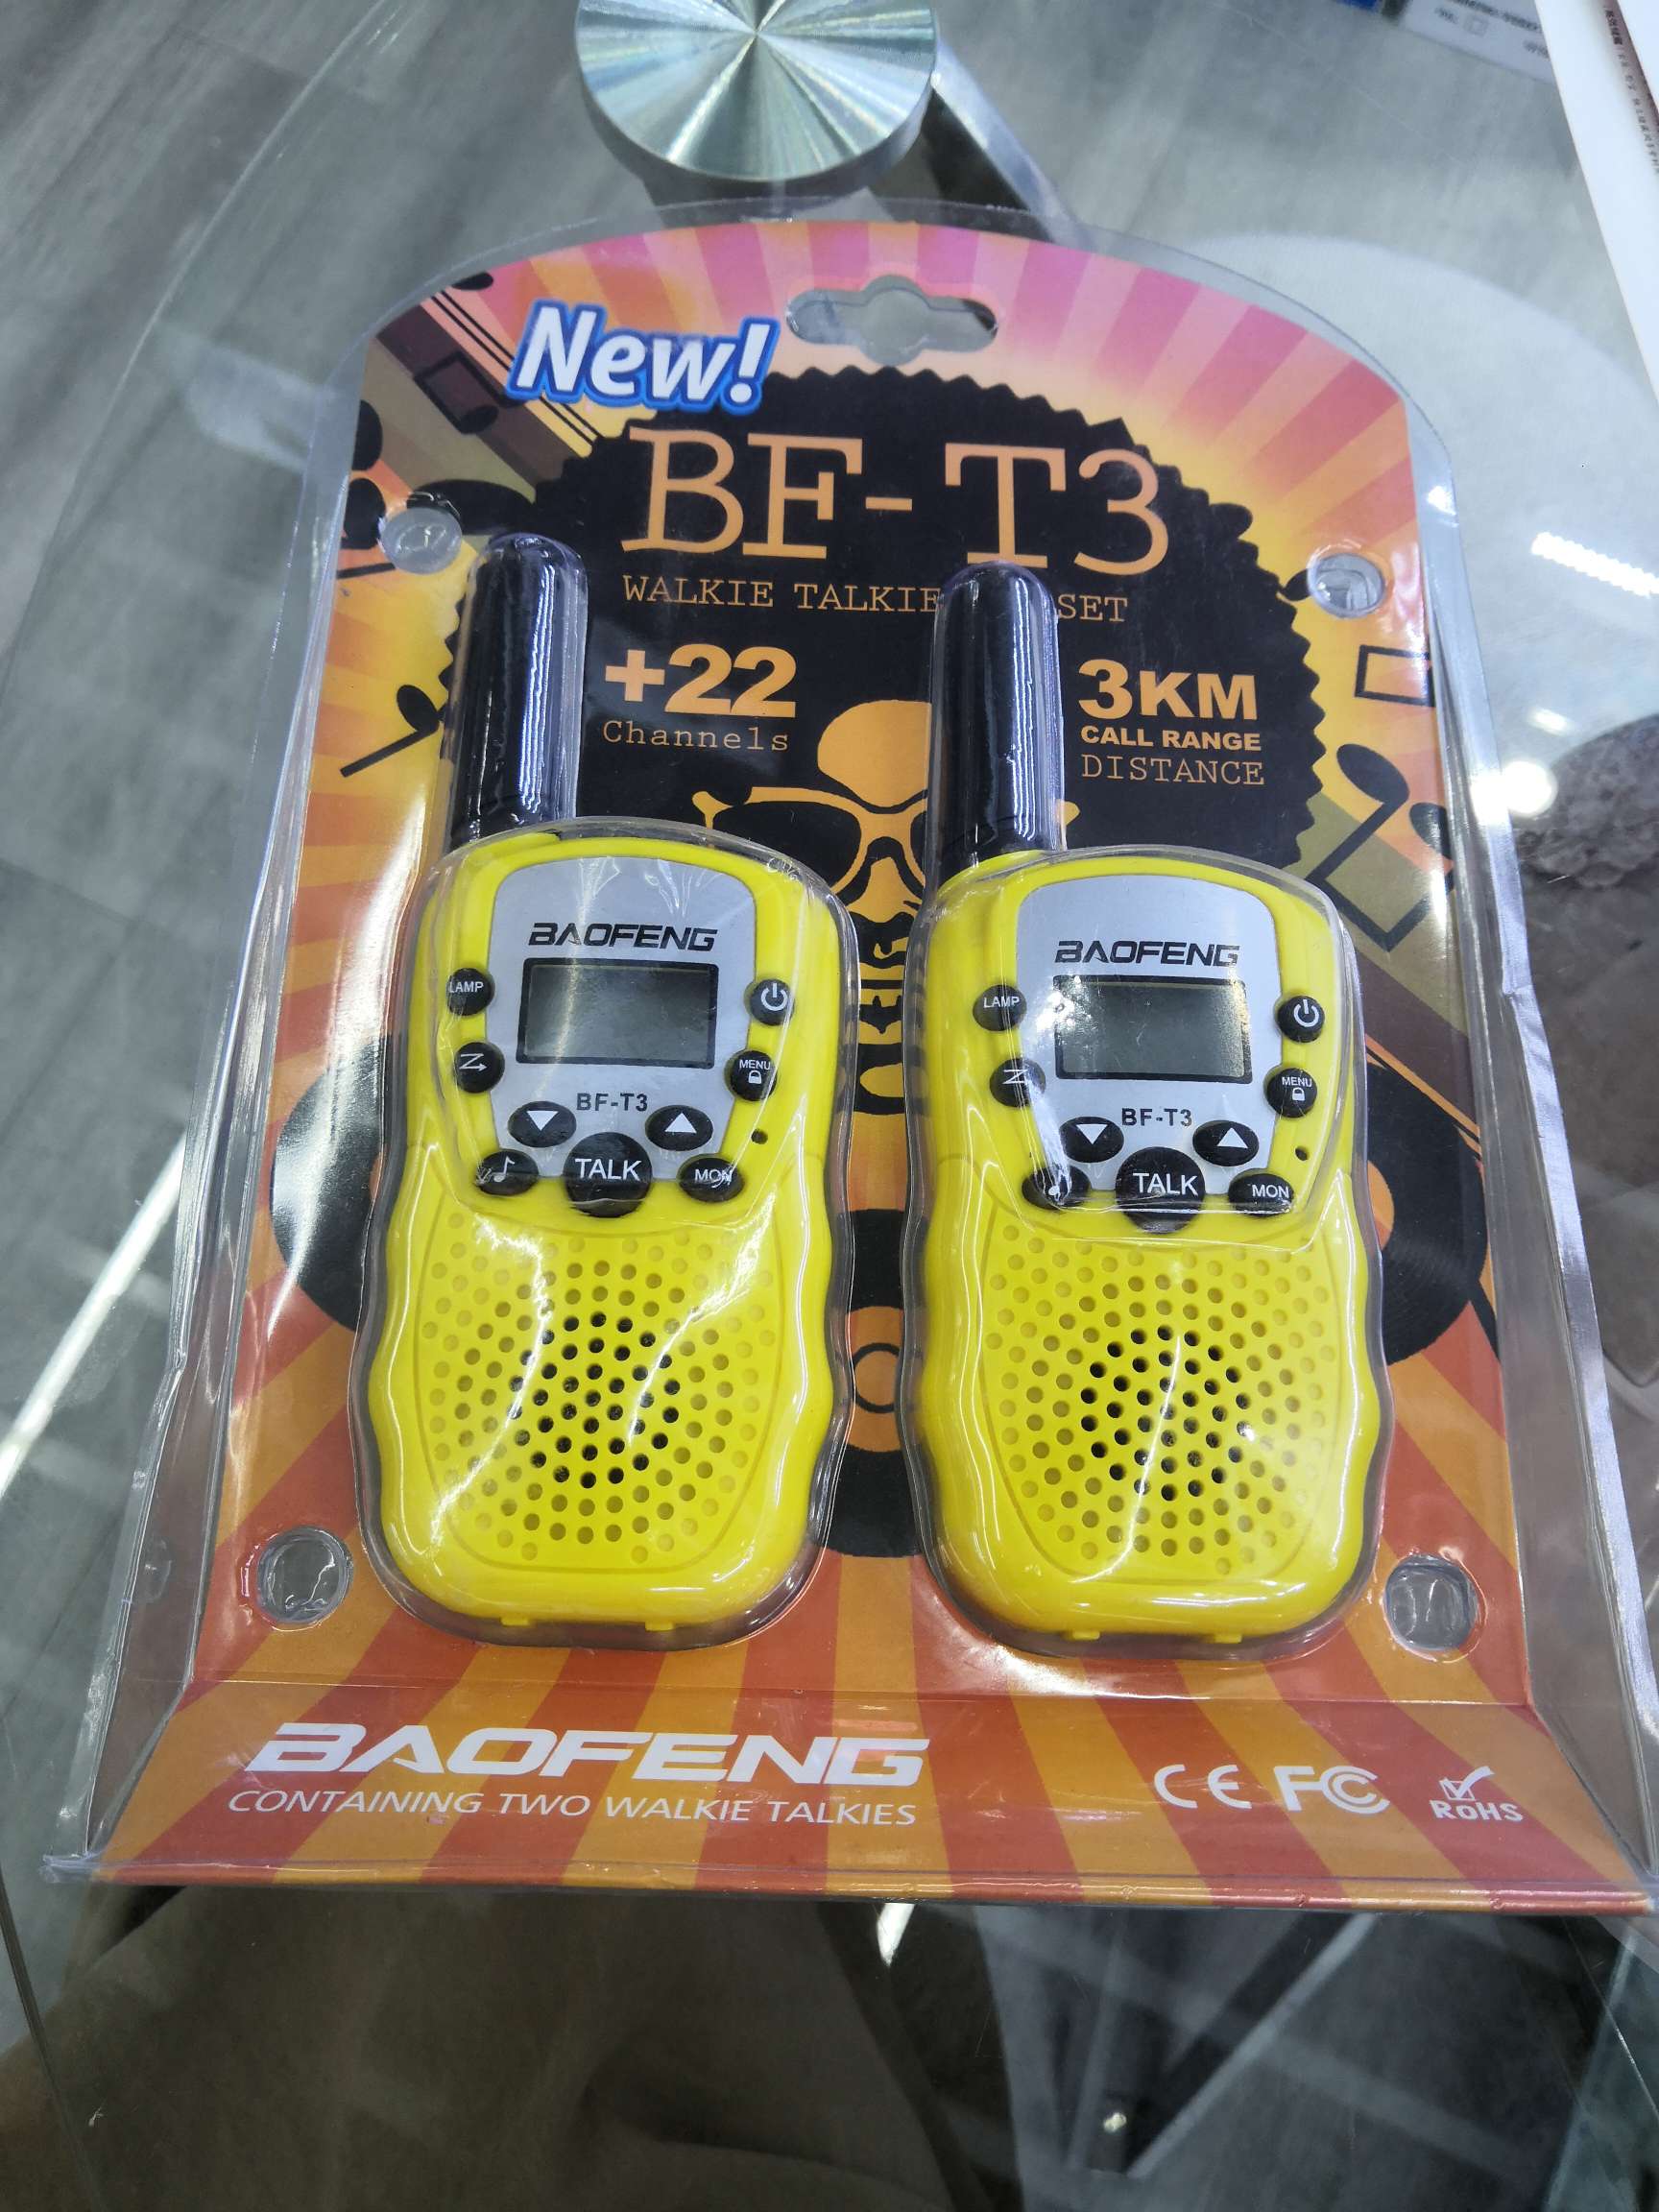 New!
BF-T3
WALKIE TALKIE SET
+22
Channels
3KM
CALL RANGE
DISTANCE
BAOFENG
LAMP
MENU
BF-T3
TALK
MON
BAOFENG
LAMP
MENU
BF-T3
TALK
MON
BAOFENG
CONTAINING TWO WALKIE TALKIES
CE FC RoHS